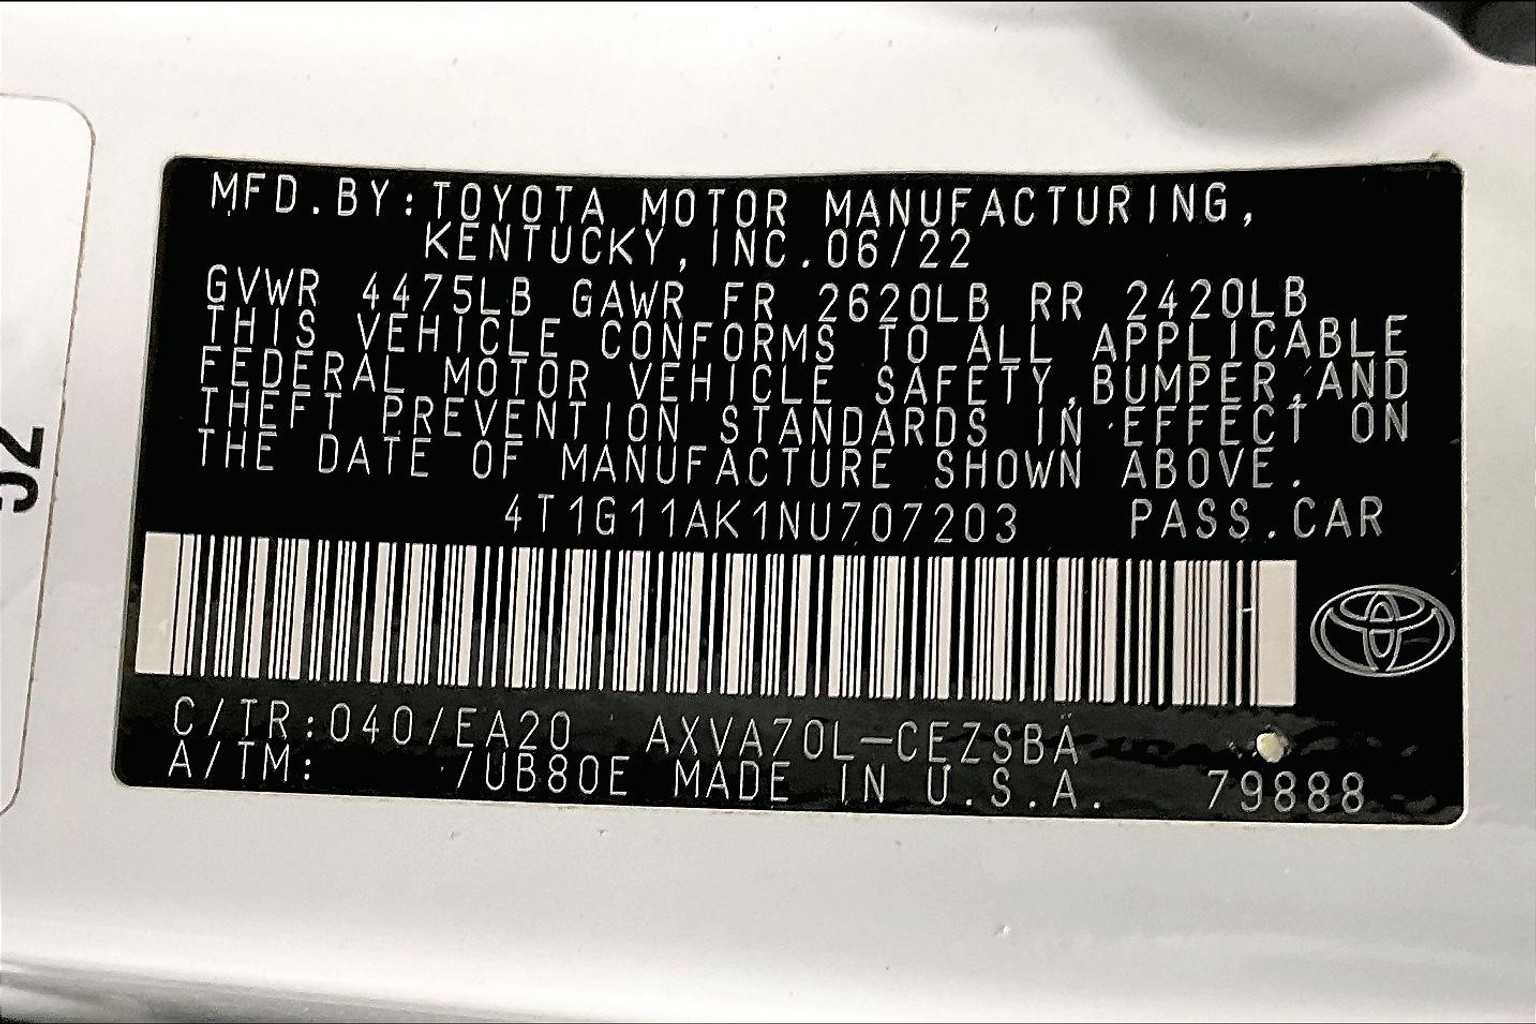 MFD.BY:TOYOTA MOTOR MANUFACTURING,
KENTUCKY,INC.06/22
GVWR 4475LB GAWR FR 2620LB RR 2420LB
THIS VEHICLE CONFORMS TO ALL APPLICABLE
FEDERAL MOTOR VEHICLE SAFETY,BUMPER,AND
THEFT PREVENTION STANDARDS IN EFFECT ON
THE DATE OF MANUFACTURE SHOWN ABOVE.
4T1G11AK1NU707203 PASS.CAR
C/TR:040/EA20 AXVA70L-CEZSBA
A/TM: 7UB80E MADE IN U.S.A. 79888